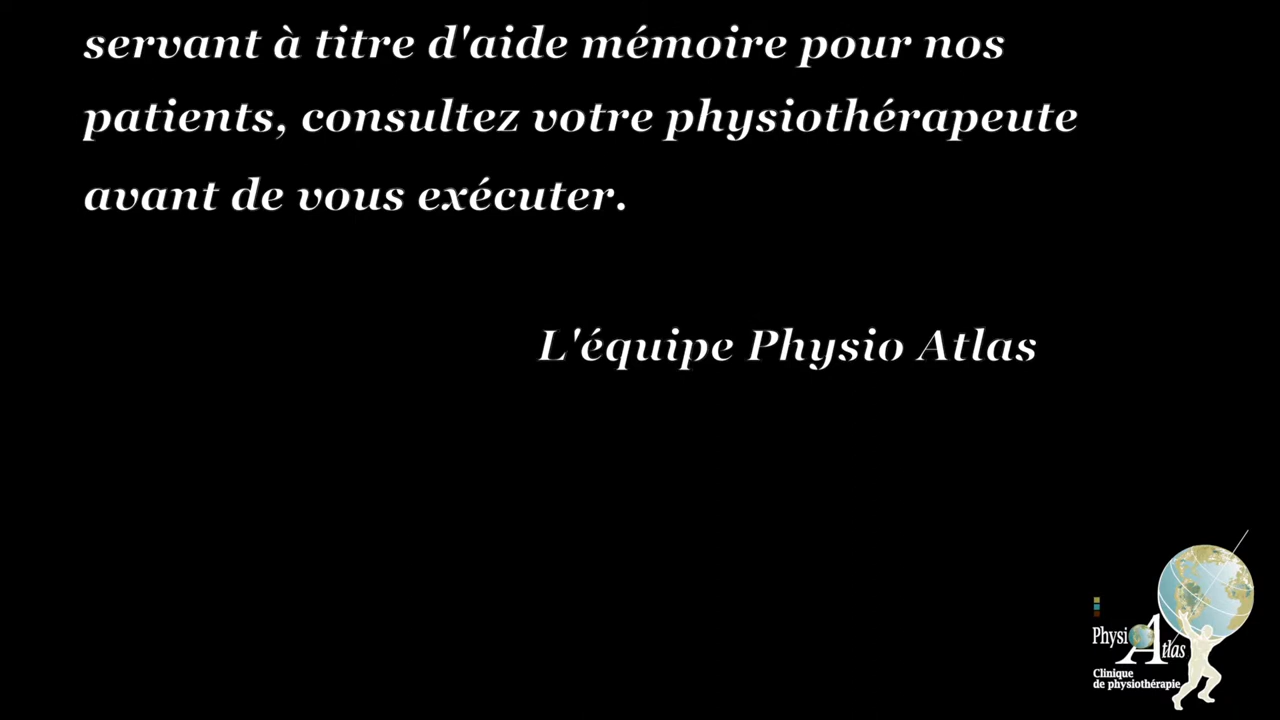 servant à titre d'aide mémoire pour nos
patients, consultez votre physiothérapeute
avant de vous exécuter.
L'équipe Physio Atlas
Physio Atlas
Clinique
de physiothérapie